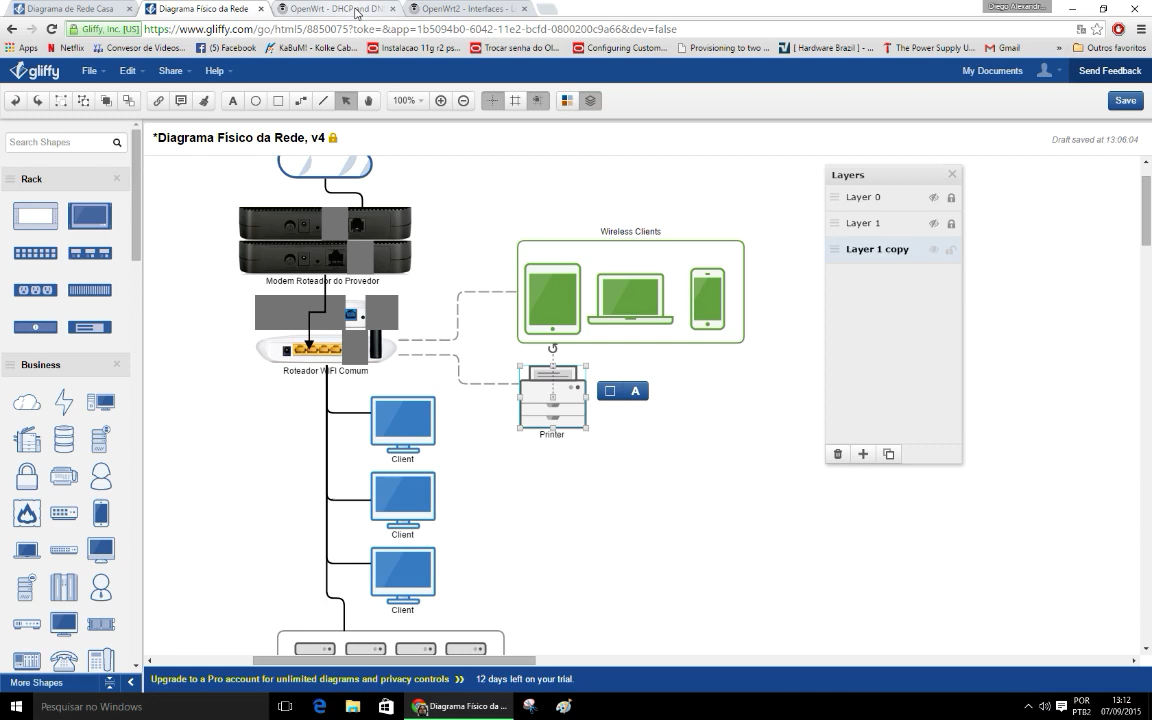 Diagrama de Rede Casa
Diagrama Físico da Rede
OpenWrt - DHCP and DN
OpenWrt2 - Interfaces - L
Diego Alexandr...
Gliffy, Inc. [US]
https://www.gliffy.com/go/html5/8850075?toke=&app=1b5094b0-6042-11e2-bcfd-0800200c9a66&dev=false
Apps
Netflix
Conversor de Videos...
(5) Facebook
KaBuM! - Kolke Cab...
Instalacao 11g r2 ps...
Trocar senha do Ol...
Configuring Custom...
Provisioning to two ...
[ Hardware Brazil ] - ...
The Power Supply U...
Gmail
»
Outros favoritos
gliffy
File
Edit
Share
Help
My Documents
Send Feedback
A
100%
Save
Search Shapes
*Diagrama Físico da Rede, v4
Draft saved at 13:06:04
Rack
Business
More Shapes
Modem Roteador do Provedor
Roteador WIFI Comum
Wireless Clients
A
Printer
Client
Client
Client
Layers
Layer 0
Layer 1
Layer 1 copy
Upgrade to a Pro account for unlimited diagrams and privacy controls »
12 days left on your trial.
Pesquisar no Windows
Diagrama Físico da ...
POR
PTB2
13:12
07/09/2015